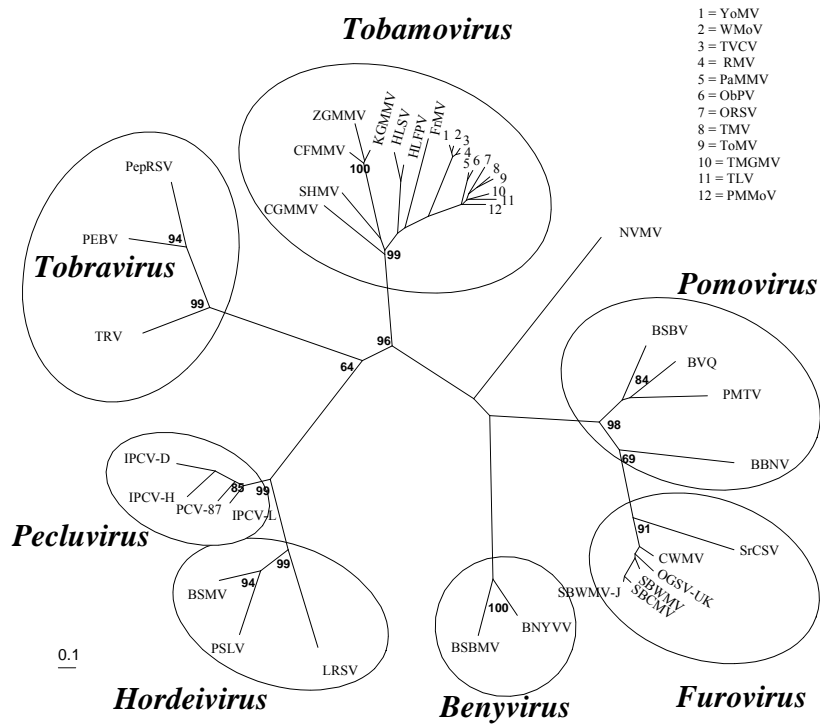 Tobamovirus
1 = YoMV
2 = WMoV
3 = TVCV
4 = RMV
5 = PaMMV
6 = ObPV
7 = ORSV
8 = TMV
9 = ToMV
10 = TMGMV
11 = TLV
12 = PMMoV
ZGMMV
KGMMV
CFMMV
100
HLSV
HLFPV
FrMV
1
2
3
4
5
6
7
8
9
10
11
12
SHMV
CGMMV
99
PepRSV
PEBV
94
Tobravirus
99
TRV
NVMV
Pomovirus
BSBV
BVQ
84
PMTV
98
BBNV
69
96
64
IPCV-D
IPCV-H
PCV-87
85
IPCV-L
99
Pecluvirus
91
SrCSV
CWMV
OGSV-UK
SBWMV
SBCMV
SBWMV-J
99
BSMV
94
PSLV
LRSV
100
BNYVV
BSBMV
0.1
Hordeivirus
Benyvirus
Furovirus